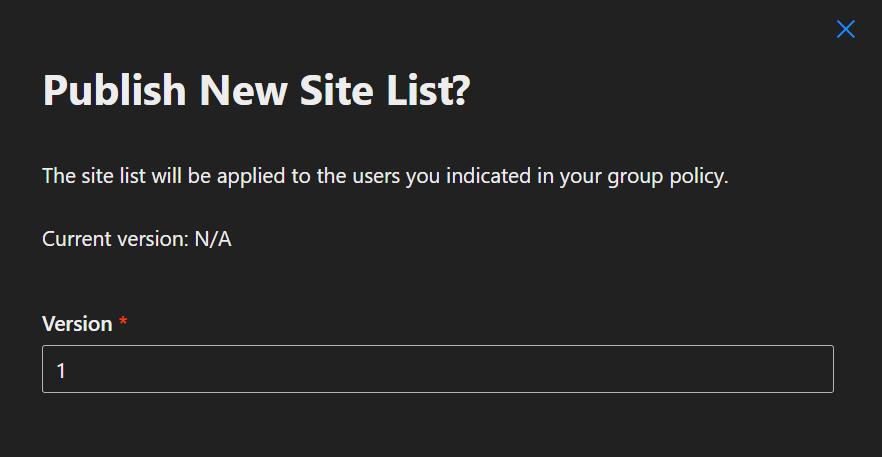 Publish New Site List?
The site list will be applied to the users you indicated in your group policy.
Current version: N/A
Version *
1